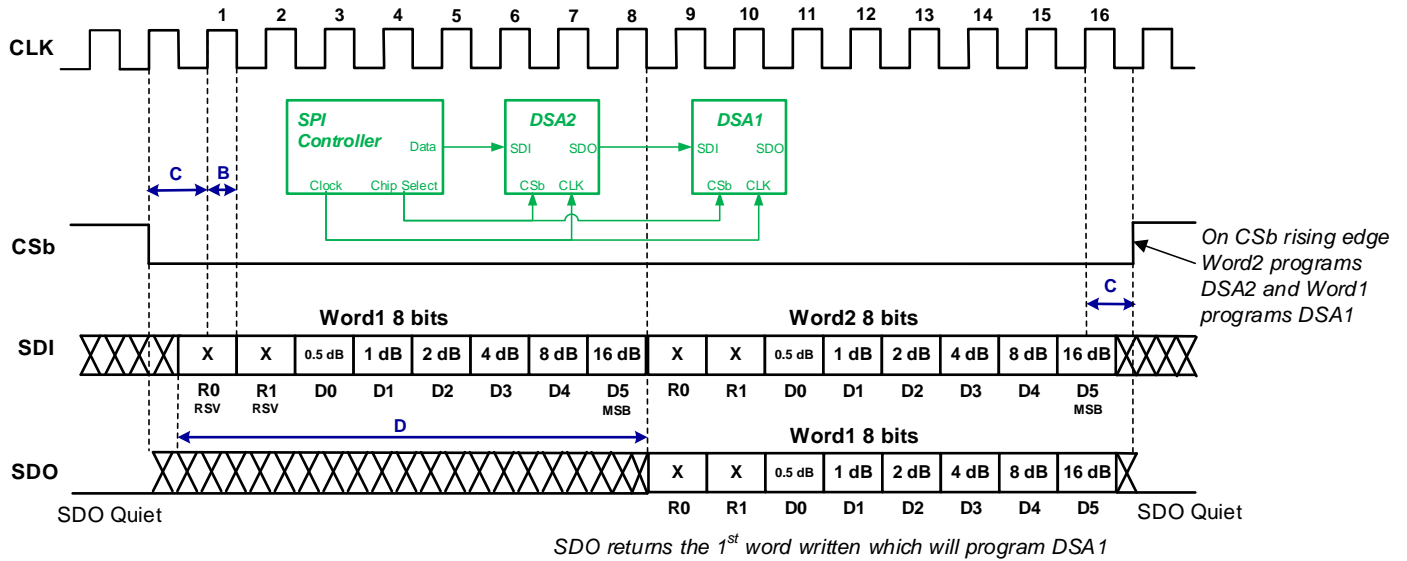 1 2 3 4 5 6 7 8 9 10 11 12 13 14 15 16
CLK
SPI Controller
Data
Clock Chip Select
DSA2
SDI SDO
CSb CLK
DSA1
SDI SDO
CSb CLK
C B
CSb
On CSb rising edge
Word2 programs
DSA2 and Word1
programs DSA1
C
Word1 8 bits Word2 8 bits
SDI
X X 0.5 dB 1 dB 2 dB 4 dB 8 dB 16 dB X X 0.5 dB 1 dB 2 dB 4 dB 8 dB 16 dB
R0 R1 D0 D1 D2 D3 D4 D5 R0 R1 D0 D1 D2 D3 D4 D5
RSV RSV MSB MSB
D
Word1 8 bits
SDO
X X 0.5 dB 1 dB 2 dB 4 dB 8 dB 16 dB
R0 R1 D0 D1 D2 D3 D4 D5
SDO Quiet SDO Quiet
SDO returns the 1st word written which will program DSA1